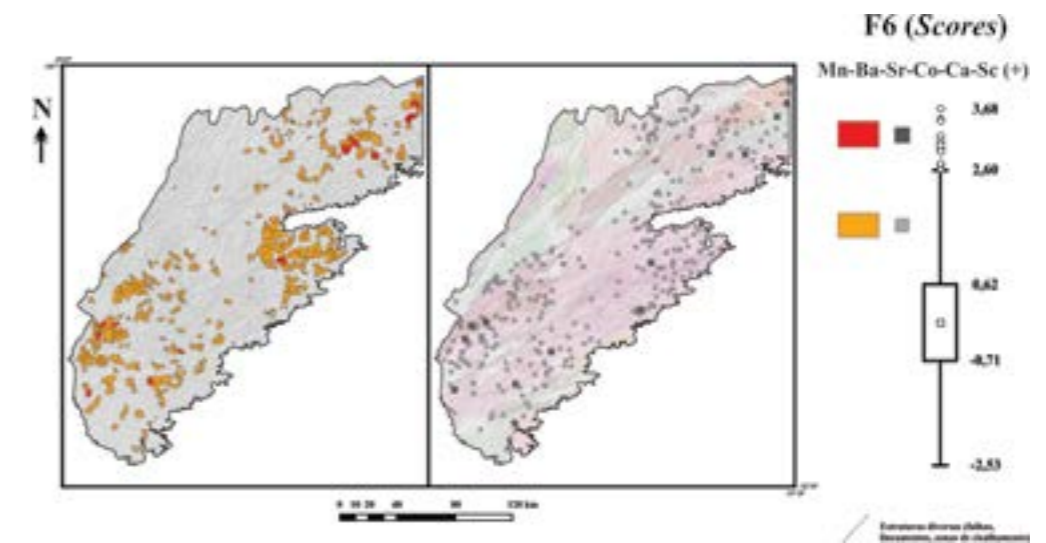 F6 (Scores)
Mn-Ba-Sr-Co-Ca-Sc (+)
N
3,68
2,60
0,62
-0,71
-2,53
0 10 20 40 80 120 km
Estruturas diversas (falhas,
lineamentos, zonas de cisalhamento)